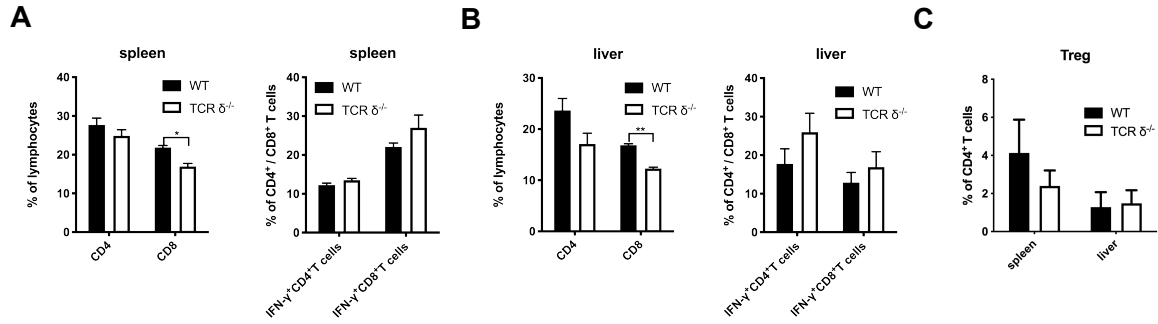 A
spleen
% of lymphocytes
40
30
20
10
0
WT
TCR δ-/-
*
CD4
CD8
spleen
% of CD4+ / CD8+ T cells
40
30
20
10
0
WT
TCR δ-/-
IFN-γ+CD4+T cells
IFN-γ+CD8+T cells
B
liver
% of lymphocytes
30
20
10
0
WT
TCR δ-/-
**
CD4
CD8
liver
% of CD4+ / CD8+ T cells
40
30
20
10
0
WT
TCR δ-/-
IFN-γ+CD4+T cells
IFN-γ+CD8+T cells
C
Treg
% of CD4+ T cells
8
6
4
2
0
WT
TCR δ-/-
spleen
liver